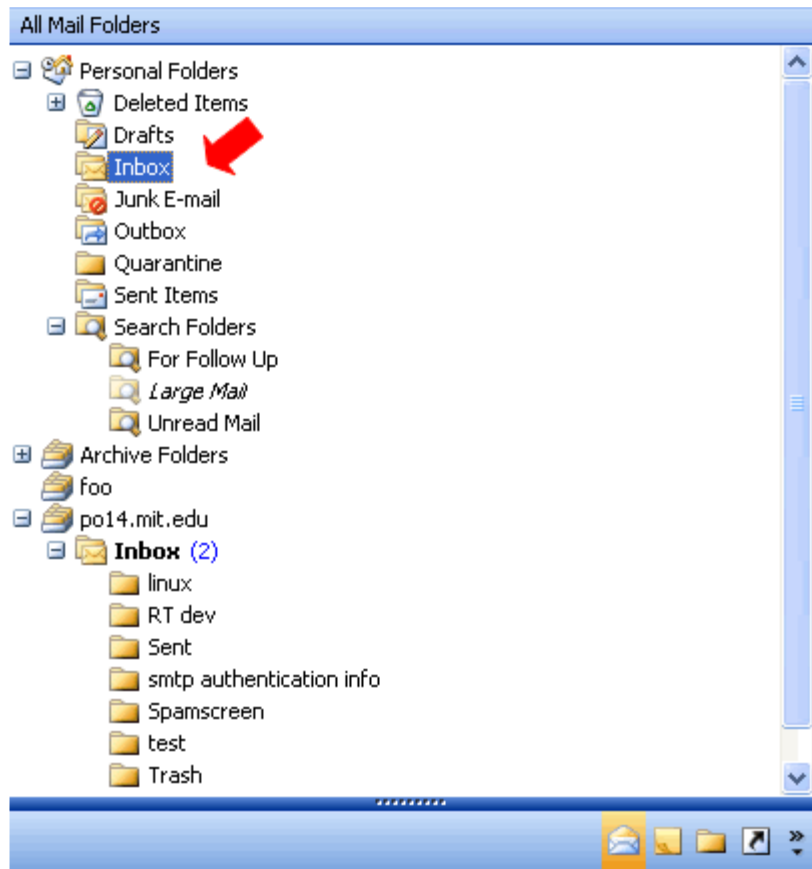 All Mail Folders
Personal Folders
Deleted Items
Drafts
Inbox
Junk E-mail
Outbox
Quarantine
Sent Items
Search Folders
For Follow Up
Large Mail
Unread Mail
Archive Folders
foo
po14.mit.edu
Inbox (2)
linux
RT dev
Sent
smtp authentication info
Spamscreen
test
Trash